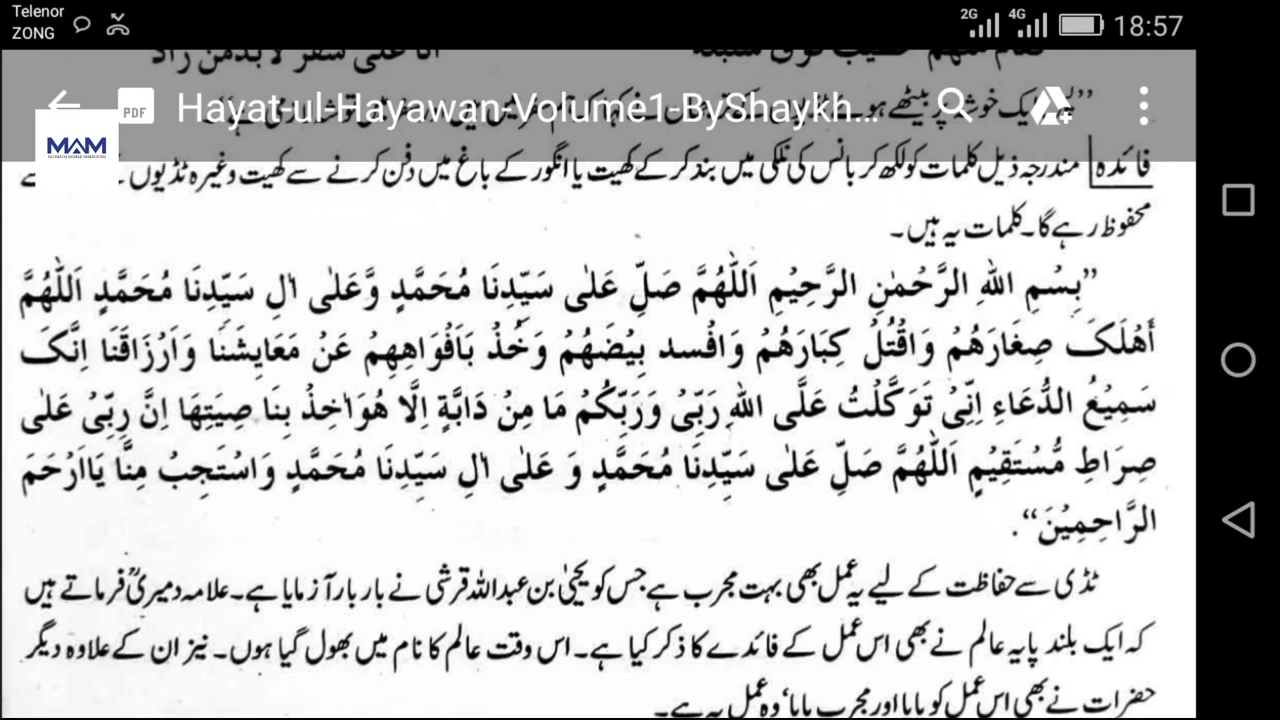 Telenor
ZONG
2G 4G 18:57
PDF Hayat-ul-Hayawan-Volume1-ByShaykh...
MAM
فائدہ مندرجہ ذیل کلمات کو لکھ کر بانس کی نلکی میں بند کر کے کھیت یا انگور کے باغ میں دفن کرنے سے کھیت وغیرہ ٹڈیوں
محفوظ رہے گا۔ کلمات یہ ہیں۔
”بِسْمِ اللهِ الرَّحْمٰنِ الرَّحِيْمِ اَللّٰهُمَّ صَلِّ عَلٰى سَيِّدِنَا مُحَمَّدٍ وَّعَلٰى اٰلِ سَيِّدِنَا مُحَمَّدٍ اَللّٰهُمَّ
أَهْلَکَ صِغَارَهُمْ وَاقْتُلْ كِبَارَهُمْ وَافْسد بِيْضَهُمْ وَخُذْ بَافْوَاهِهِمْ عَنْ مَعَايِشَنَا وَاَرْزَاقَنَا اِنَّکَ
سَمِيْعُ الدُّعَاءِ اِنِّیْ تَوَكَّلْتُ عَلَّى اللهِ رَبِّیْ وَرَبِّكُمْ مَا مِنْ دَابَّةٍ اِلَّا هُوَاٰخِذْ بِنَا صِيَتِهَا اِنَّ رِبِّیْ عَلٰى
صِرَاطِ مُّسْتَقِيْمٍ اَللّٰهُمَّ صَلِّ عَلٰى سَيِّدِنَا مُحَمَّدٍ وَ عَلٰى اٰلِ سَيِّدِنَا مُحَمَّدٍ وَاسْتَجِبْ مِنَّا يَااَرْحَمَ
الرَّاحِمِيْنَ“.
ٹڈی سے حفاظت کے لیے یہ عمل بھی بہت مجرب ہے جس کو یحییٰ بن عبداللہ قرشی نے بار بار آزمایا ہے۔ علامہ دمیریؒ فرماتے ہیں
کہ ایک بلند پایہ عالم نے بھی اس عمل کے فائدے کا ذکر کیا ہے۔ اس وقت عالم کا نام میں بھول گیا ہوں۔ نیز ان کے علاوہ دیگر
حضرات نے بھی اس عمل کو پایا اور مجرب پایا‘ وہ عمل یہ ہے۔